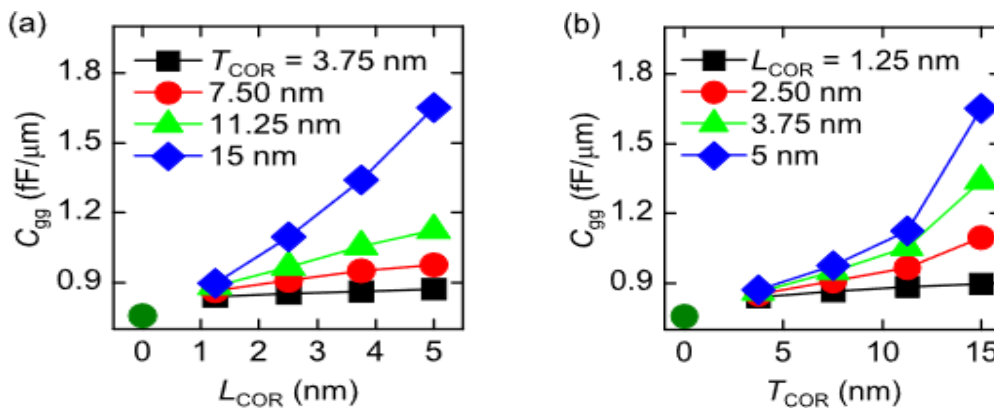 (a)
1.8
1.5
1.2
0.9
C_gg (fF/μm)
T_COR = 3.75 nm
7.50 nm
11.25 nm
15 nm
0 1 2 3 4 5
L_COR (nm)
(b)
1.8
1.5
1.2
0.9
C_gg (fF/μm)
L_COR = 1.25 nm
2.50 nm
3.75 nm
5 nm
0 5 10 15
T_COR (nm)